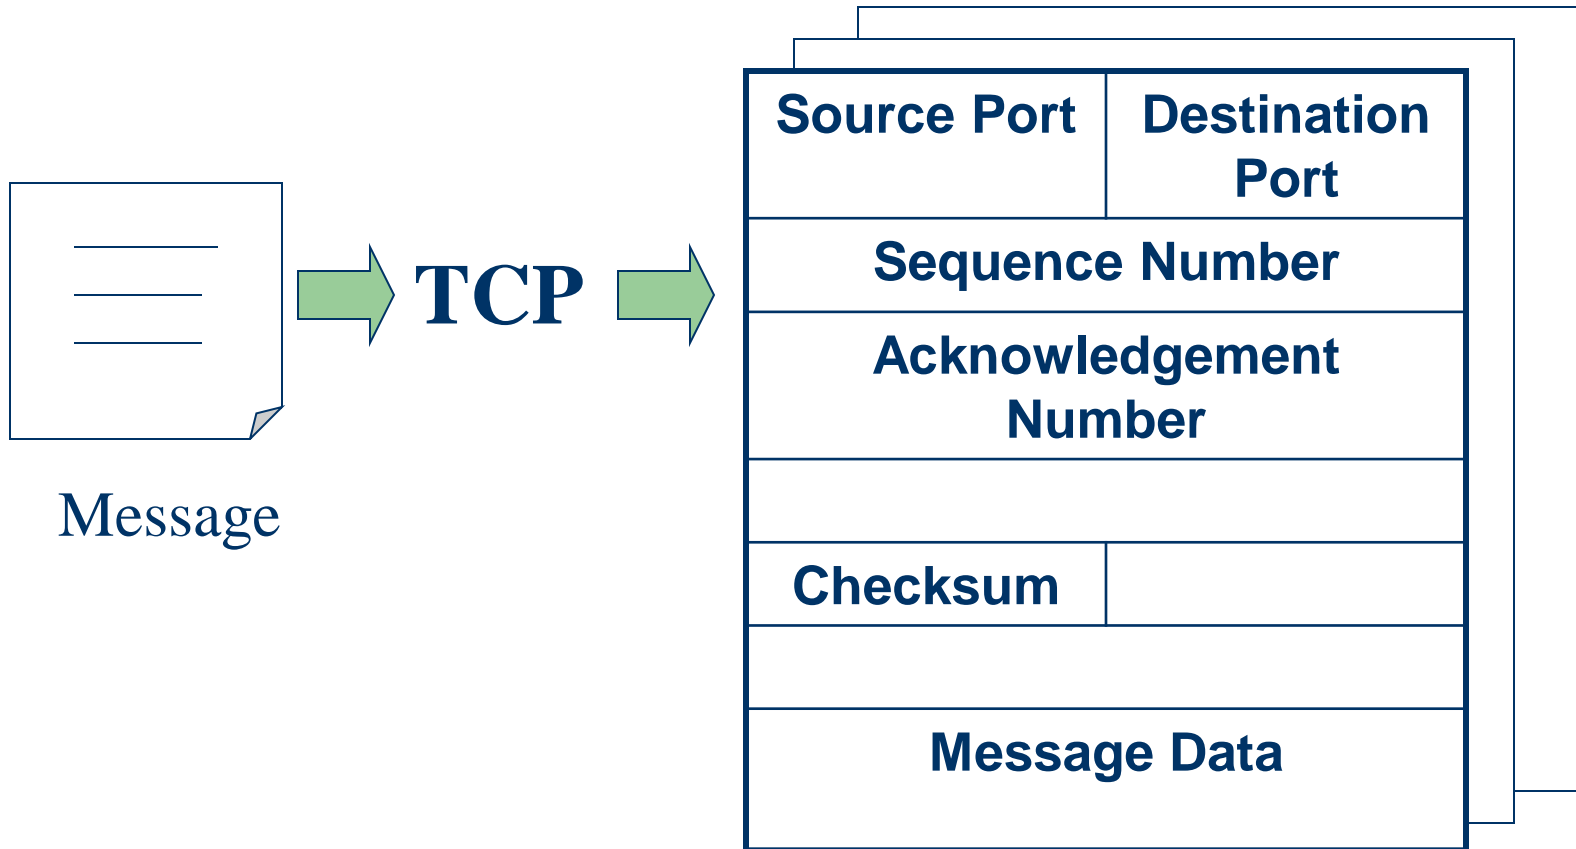 Source Port
Destination
Port
Sequence Number
TCP
Acknowledgement
Number
Message
Checksum
Message Data